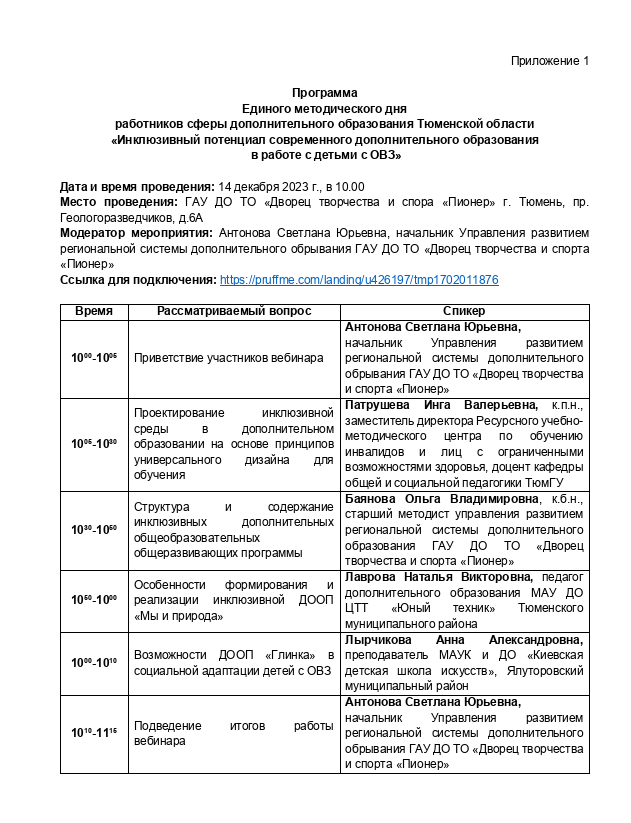 Приложение 1
Программа
Единого методического дня
работников сферы дополнительного образования Тюменской области
«Инклюзивный потенциал современного дополнительного образования
в работе с детьми с ОВЗ»
Дата и время проведения: 14 декабря 2023 г., в 10.00
Место проведения: ГАУ ДО ТО «Дворец творчества и спора «Пионер» г. Тюмень, пр.
Геологоразведчиков, д.6А
Модератор мероприятия: Антонова Светлана Юрьевна, начальник Управления развитием
региональной системы дополнительного обрывания ГАУ ДО ТО «Дворец творчества и спорта
«Пионер»
Ссылка для подключения: https://pruffme.com/landing/u426197/tmp1702011876
Время Рассматриваемый вопрос Спикер
10⁰⁰-10⁰⁵
Приветствие участников вебинара
Антонова Светлана Юрьевна,
начальник Управления развитием
региональной системы дополнительного
обрывания ГАУ ДО ТО «Дворец творчества
и спорта «Пионер»
10⁰⁵-10³⁰
Проектирование инклюзивной
среды в дополнительном
образовании на основе принципов
универсального дизайна для
обучения
Патрушева Инга Валерьевна, к.п.н.,
заместитель директора Ресурсного учебно-
методического центра по обучению
инвалидов и лиц с ограниченными
возможностями здоровья, доцент кафедры
общей и социальной педагогики ТюмГУ
10³⁰-10⁵⁰
Структура и содержание
инклюзивных дополнительных
общеобразовательных
общеразвивающих программы
Баянова Ольга Владимировна, к.б.н.,
старший методист управления развитием
региональной системы дополнительного
образования ГАУ ДО ТО «Дворец
творчества и спорта «Пионер»
10⁵⁰-10⁰⁰
Особенности формирования и
реализации инклюзивной ДООП
«Мы и природа»
Лаврова Наталья Викторовна, педагог
дополнительного образования МАУ ДО
ЦТТ «Юный техник» Тюменского
муниципального района
10⁰⁰-10¹⁰
Возможности ДООП «Глинка» в
социальной адаптации детей с ОВЗ
Лырчикова Анна Александровна,
преподаватель МАУК и ДО «Киевская
детская школа искусств», Ялуторовский
муниципальный район
10¹⁰-11¹⁵
Подведение итогов работы
вебинара
Антонова Светлана Юрьевна,
начальник Управления развитием
региональной системы дополнительного
обрывания ГАУ ДО ТО «Дворец творчества
и спорта «Пионер»